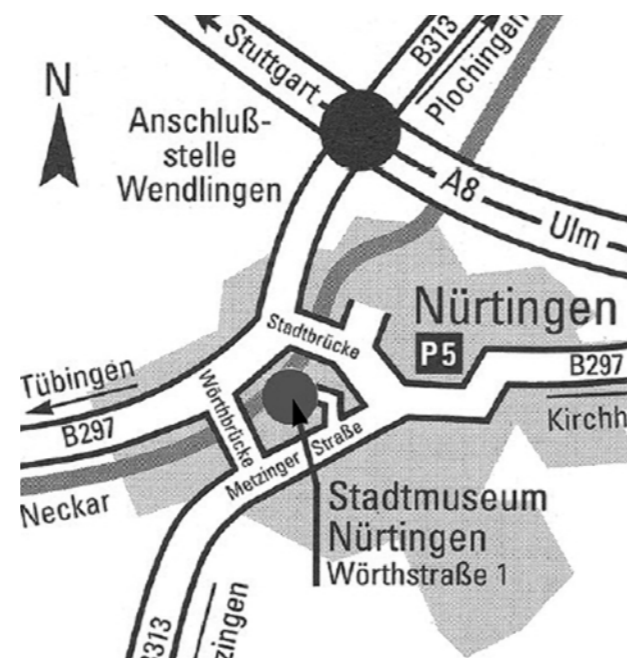 Stuttgart
B313
Plochingen
N
Anschluß-
stelle
Wendlingen
A8
Ulm
Nürtingen
P5
Stadtbrücke
Tübingen
B297
B297
Kirchh
Wörthbrücke
Metzinger Straße
Neckar
Stadtmuseum
Nürtingen
Wörthstraße 1
B313
zingen